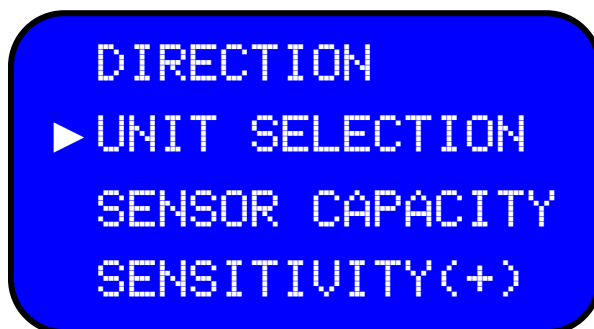 DIRECTION
►UNIT SELECTION
SENSOR CAPACITY
SENSITIVITY(+)